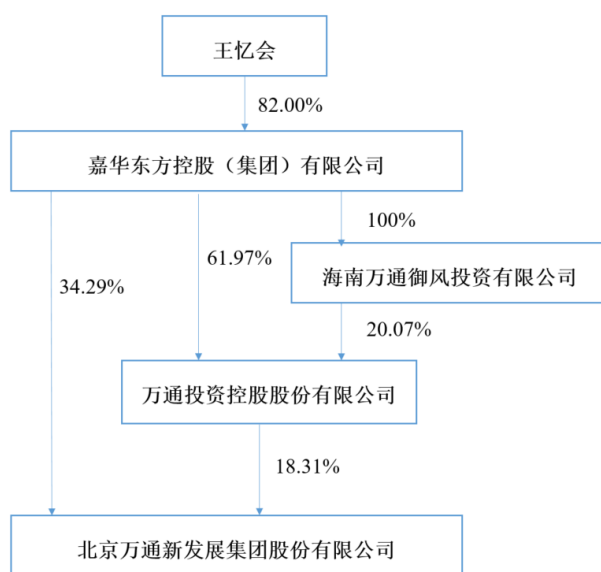 王忆会
82.00%
嘉华东方控股（集团）有限公司
100%
61.97%
海南万通御风投资有限公司
34.29%
20.07%
万通投资控股股份有限公司
18.31%
北京万通新发展集团股份有限公司